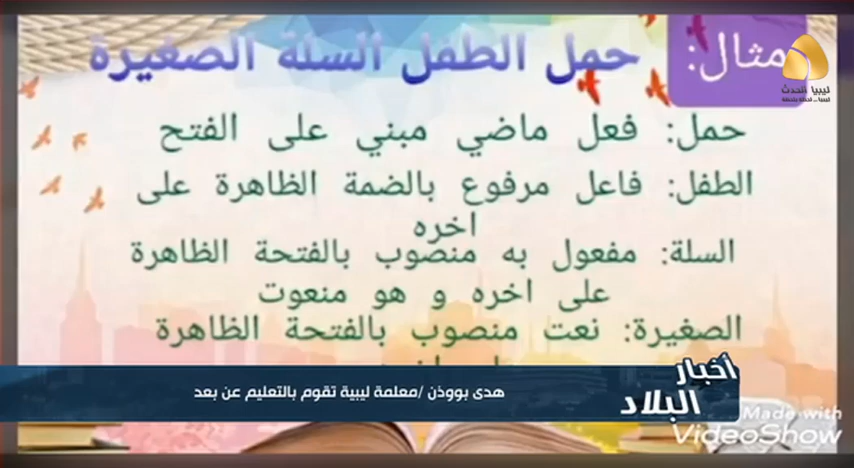 مثال:
حمل الطفل السلة الصغيرة
ليبيا الحدث
حمل: فعل ماضي مبني على الفتح
الطفل: فاعل مرفوع بالضمة الظاهرة على
اخره
السلة: مفعول به منصوب بالفتحة الظاهرة
على اخره و هو منعوت
الصغيرة: نعت منصوب بالفتحة الظاهرة
أخبار
البلاد
هدى بووذن /معلمة ليبية تقوم بالتعليم عن بعد
Made with
VideoShow